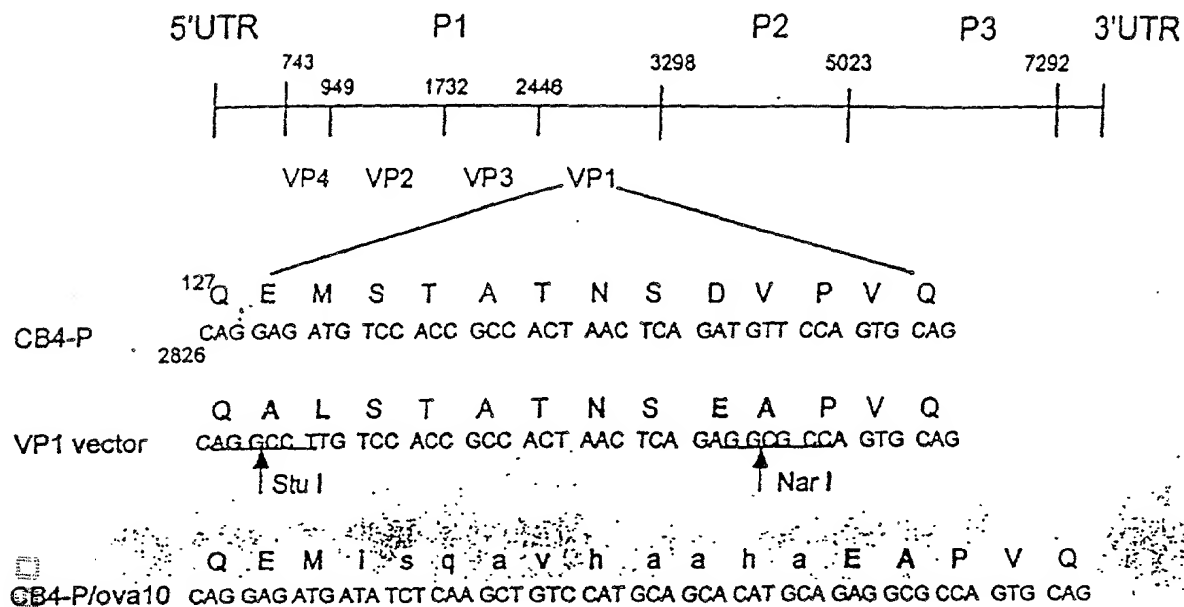 5'UTR P1 P2 P3 3'UTR
743 3298 5023 7292
949 1732 2446
VP4 VP2 VP3 VP1
127 Q E M S T A T N S D V P V Q
CB4-P CAG GAG ATG TCC ACC GCC ACT AAC TCA GAT GTT CCA GTG CAG
2826
Q A L S T A T N S E A P V Q
VP1 vector CAG GCC TTG TCC ACC GCC ACT AAC TCA GAG GCG CCA GTG CAG
Stu I Nar I
Q E M i s q a v h a a h a E A P V Q
CB4-P/ova10 CAG GAG ATG ATA TCT CAA GCT GTC CAT GCA GCA CAT GCA GAG GCG CCA GTG CAG